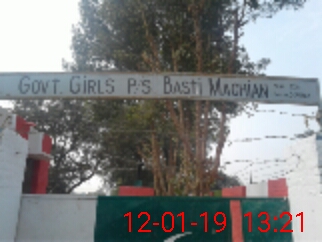 GOVT. GIRLS P/S BASTI MACHIAN
12-01-19 13:21